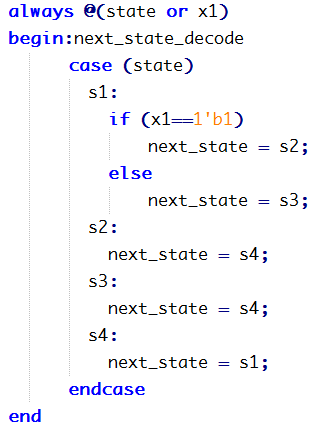 always @(state or x1)
begin:next_state_decode
case (state)
s1:
if (x1==1'b1)
next_state = s2;
else
next_state = s3;
s2:
next_state = s4;
s3:
next_state = s4;
s4:
next_state = s1;
endcase
end